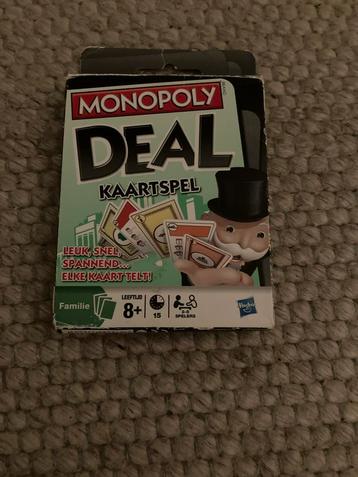 MONOPOLY
DEAL
KAARTSPEL
LEUK, SNEL,
SPANNEND...
ELKE KAART TELT!
Familie
LEEFTIJD
8+
15
SPELERS
Hasbro